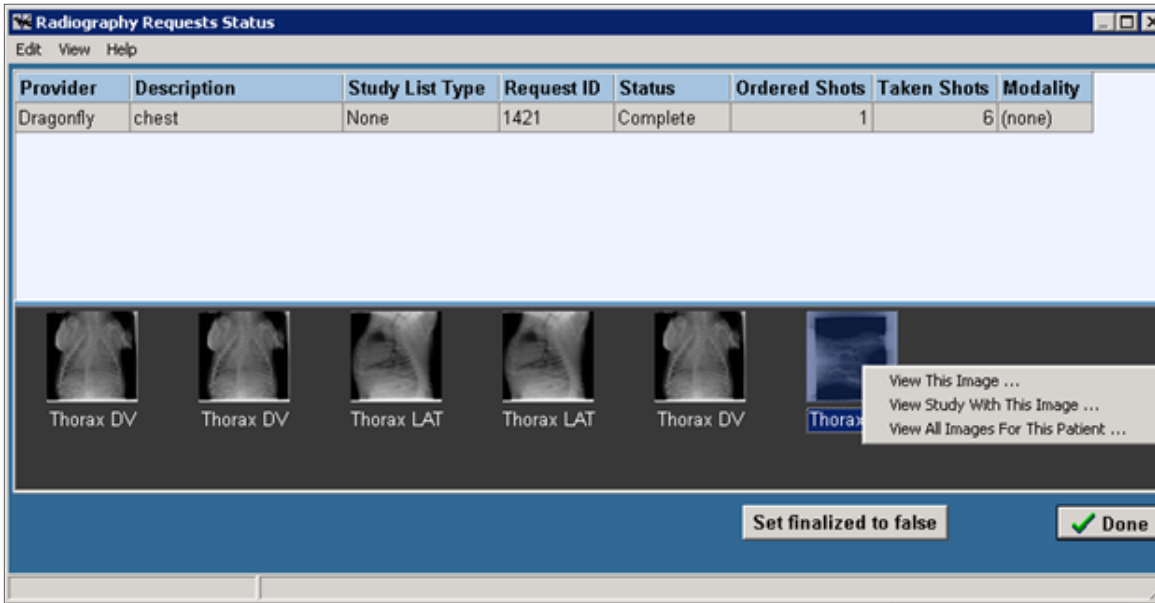 Radiography Requests Status
Edit View Help
Provider Description Study List Type Request ID Status Ordered Shots Taken Shots Modality
Dragonfly chest None 1421 Complete 1 6 (none)
Thorax DV Thorax DV Thorax LAT Thorax LAT Thorax DV Thorax
View This Image ...
View Study With This Image ...
View All Images For This Patient ...
Set finalized to false Done